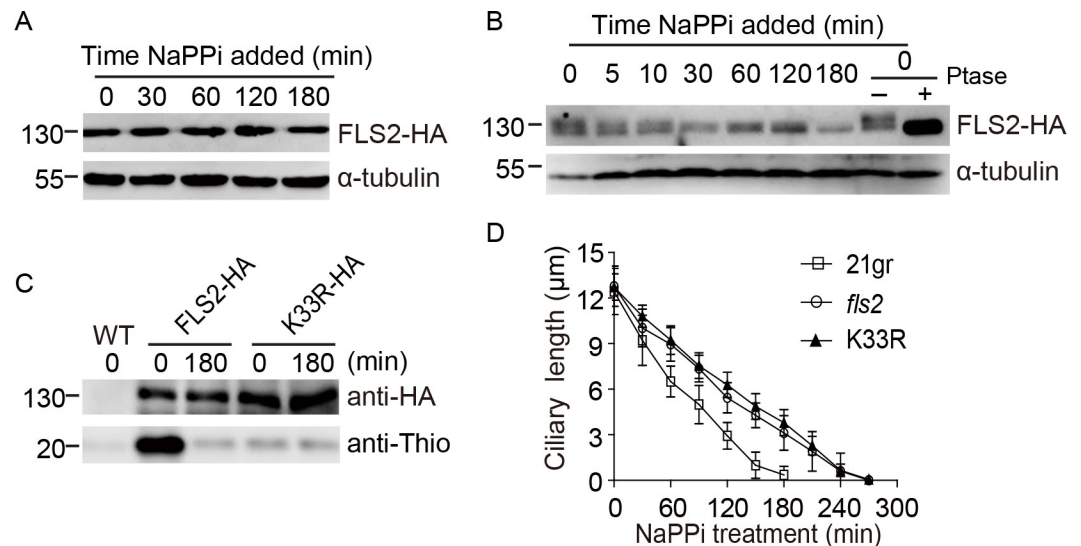 A
Time NaPPi added (min)
0 30 60 120 180
130
FLS2-HA
55
α-tubulin
B
Time NaPPi added (min)
0 5 10 30 60 120 180 0
Ptase
– +
130
FLS2-HA
55
α-tubulin
C
WT FLS2-HA K33R-HA
0 0 180 0 180 (min)
130
anti-HA
20
anti-Thio
D
Ciliary length (μm)
15
12
9
6
3
0
0 60 120 180 240 300
NaPPi treatment (min)
21gr
fls2
K33R